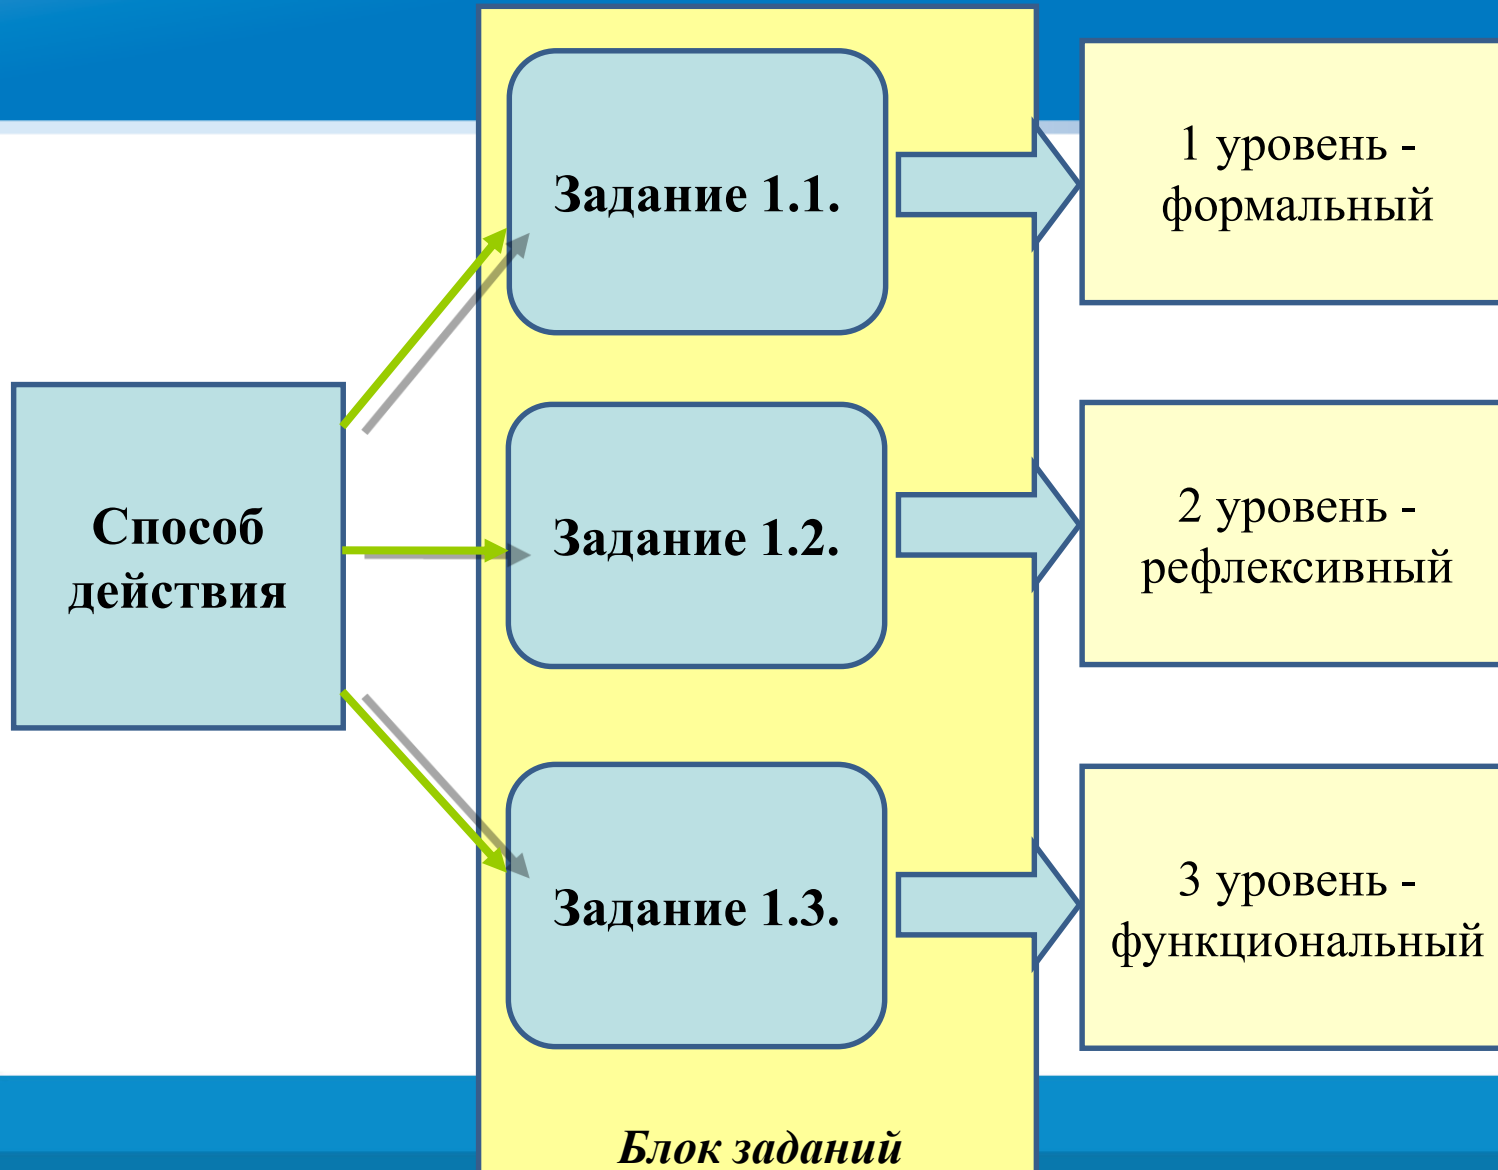 Способ
действия
Задание 1.1.
Задание 1.2.
Задание 1.3.
Блок заданий
1 уровень -
формальный
2 уровень -
рефлексивный
3 уровень -
функциональный